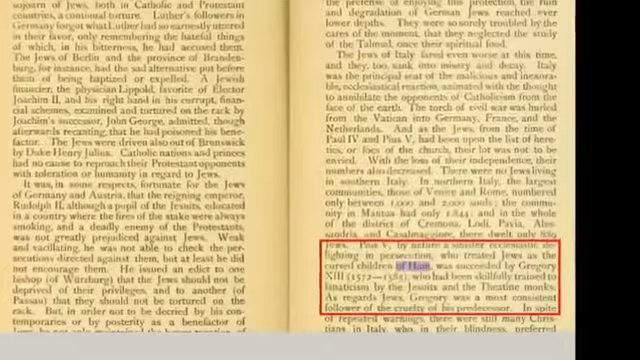 sojourn of Jews, both in Catholic and Protestant
countries, a continual torture. Luther's followers in
Germany forgot what Luther had so earnestly uttered
in their favor, only remembering the hateful things
of which, in his bitterness, he had accused them.
The Jews of Berlin and the province of Branden-
burg, for instance, had the sad alternative put before
them of being baptized or expelled. A Jewish
financier, the physician Lippold, favorite of Elector
Joachim II, and his right hand in his corrupt, finan-
cial schemes, examined and tortured on the rack by
Joachim's successor, John George, admitted, though
afterwards recanting, that he had poisoned his bene-
factor. The Jews were driven also out of Brunswick
by Duke Henry Julius. Catholic nations and princes
had no cause to reproach their Protestant opponents
with toleration or humanity in regard to Jews.
It was, in some respects, fortunate for the Jews
of Germany and Austria, that the reigning emperor,
Rudolph II, although a pupil of the Jesuits, educated
in a country where the fires of the stake were always
smoking, and a deadly enemy of the Protestants,
was not greatly prejudiced against Jews. Weak
and vacillating, he was not able to check the per-
secutions directed against them, but at least he did
not encourage them. He issued an edict to one
bishop (of Würzburg) that the Jews should not
be deprived of their privileges, and to another (of
Passau) that they should not be tortured on the
rack. But, in order not to be decried by his con-
temporaries or by posterity as a benefactor of
the pretense of enjoying this protection, the ruin
and degradation of German Jews reached ever
lower depths. They were so sorely troubled by the
cares of the moment, that they neglected the study
of the Talmud, once their spiritual food.
The Jews of Italy fared even worse at this time,
and they, too, sank into misery and decay. Italy
was the principal seat of the malicious and inexora-
ble, ecclesiastical reaction, animated with the thought
to annihilate the opponents of Catholicism from the
face of the earth. The torch of civil war was hurled
from the Vatican into Germany, France, and the
Netherlands. And as the Jews, from the time of
Paul IV and Pius V, had been upon the list of here-
tics, or foes of the church, their lot was not to be
envied. With the loss of their independence, their
numbers also decreased. There were no Jews living
in southern Italy. In northern Italy, the largest
communities, those of Venice and Rome, numbered
only between 1,000 and 2,000 souls; the commu-
nity in Mantua had only 1,844; and in the whole
of the district of Cremona, Lodi, Pavia, Ales-
sandria, and Casalmaggiore, there dwelt only 889
Jews. Pius V, by nature a sinister ecclesiastic de-
lighting in persecution, who treated Jews as the
cursed children of Ham, was succeeded by Gregory
XIII (1572–1585), who had been skilfully trained to
fanaticism by the Jesuits and the Theatine monks.
As regards Jews, Gregory was a most consistent
follower of the cruelty of his predecessor. In spite
of repeated warnings, there were still many Chris-
tians in Italy, who, in their blindness, preferred